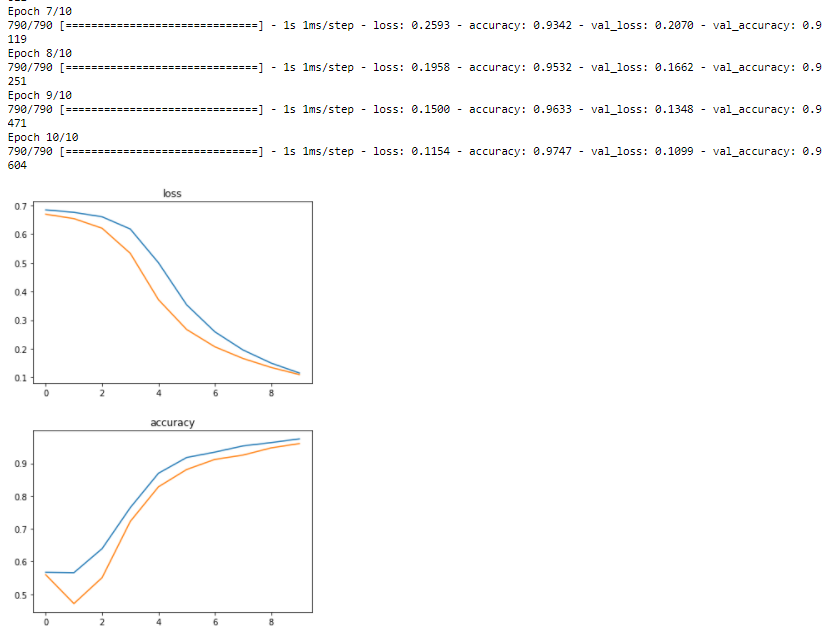 Epoch 7/10
790/790 [==============================] - 1s 1ms/step - loss: 0.2593 - accuracy: 0.9342 - val_loss: 0.2070 - val_accuracy: 0.9
119
Epoch 8/10
790/790 [==============================] - 1s 1ms/step - loss: 0.1958 - accuracy: 0.9532 - val_loss: 0.1662 - val_accuracy: 0.9
251
Epoch 9/10
790/790 [==============================] - 1s 1ms/step - loss: 0.1500 - accuracy: 0.9633 - val_loss: 0.1348 - val_accuracy: 0.9
471
Epoch 10/10
790/790 [==============================] - 1s 1ms/step - loss: 0.1154 - accuracy: 0.9747 - val_loss: 0.1099 - val_accuracy: 0.9
604
loss
0.7
0.6
0.5
0.4
0.3
0.2
0.1
0 2 4 6 8
accuracy
0.9
0.8
0.7
0.6
0.5
0 2 4 6 8